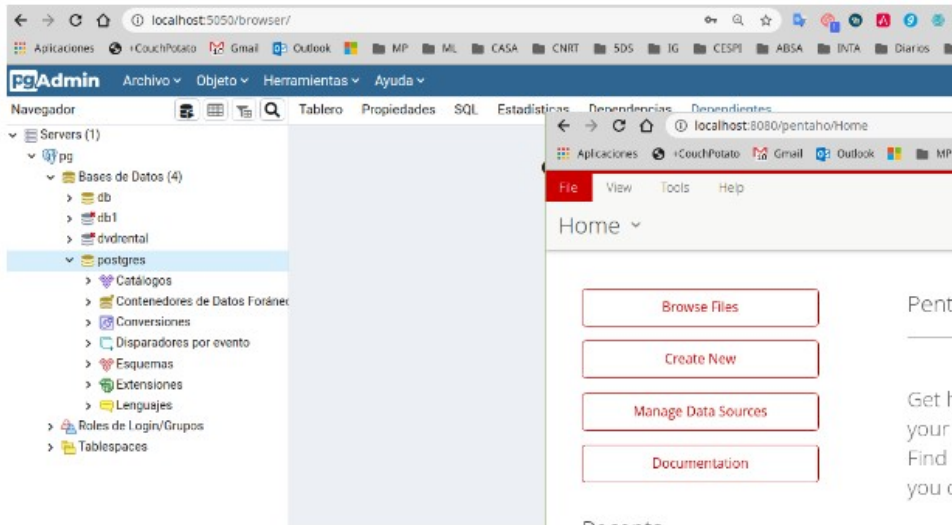 localhost:5050/browser/
Aplicaciones CouchPotato Gmail Outlook MP ML CASA CNRT SDS IG CESPI ABSA INTA Diarios
pgAdmin Archivo Objeto Herramientas Ayuda
Navegador Tablero Propiedades SQL Estadísticas Dependencias Dependientes
Servers (1)
pg
Bases de Datos (4)
db
db1
dvdrental
postgres
Catálogos
Contenedores de Datos Foráneo
Conversiones
Disparadores por evento
Esquemas
Extensiones
Lenguajes
Roles de Login/Grupos
Tablespaces
localhost:8080/pentaho/Home
Aplicaciones CouchPotato Gmail Outlook MP
File View Tools Help
Home
Browse Files
Create New
Manage Data Sources
Documentation
Pent
Get h
your
Find
you c